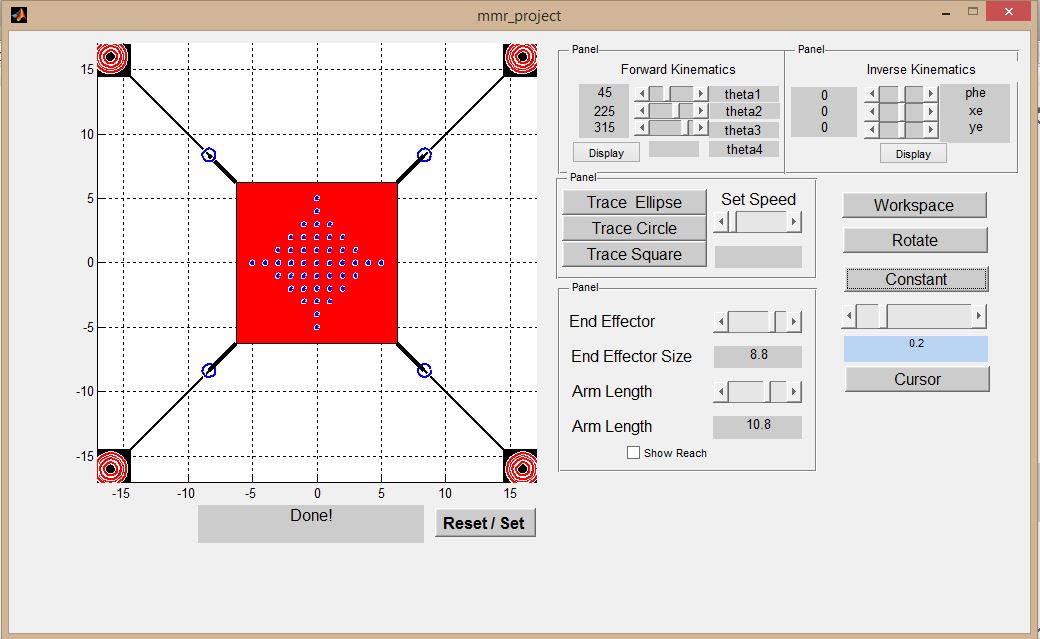 mmr_project
15
10
5
0
-5
-10
-15
-15
-10
-5
0
5
10
15
Done!
Reset / Set
Panel
Forward Kinematics
45
theta1
225
theta2
315
theta3
Display
theta4
Panel
Inverse Kinematics
0
phe
0
xe
0
ye
Display
Panel
Trace  Ellipse
Trace Circle
Trace Square
Set Speed
Panel
End Effector
End Effector Size
8.8
Arm Length
Arm Length
10.8
Show Reach
Workspace
Rotate
Constant
0.2
Cursor